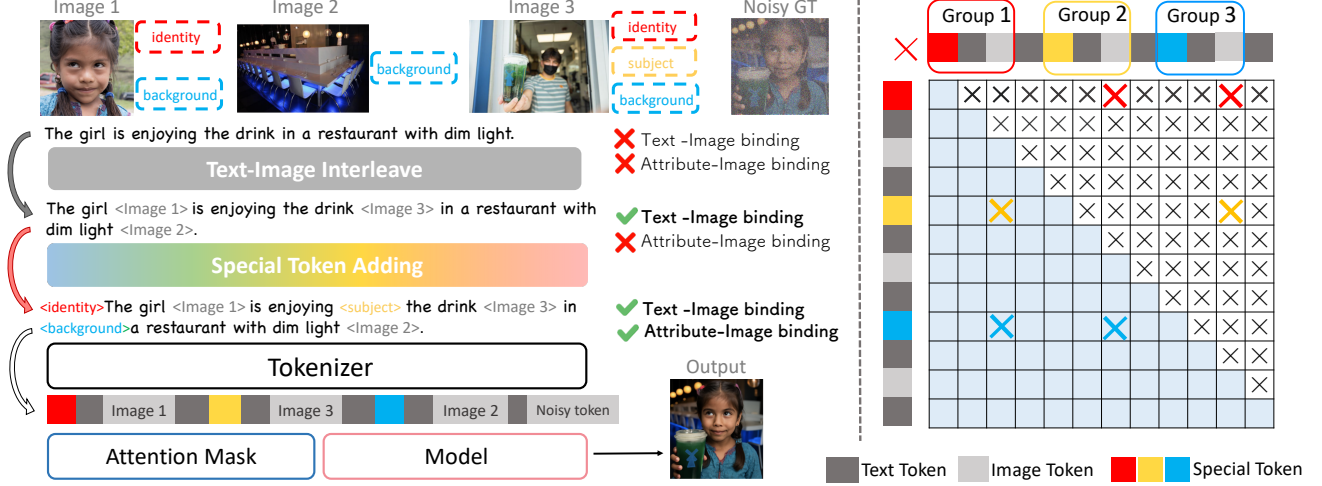 Image 1
Image 2
Image 3
Noisy GT
identity
background
background
identity
subject
background
The girl is enjoying the drink in a restaurant with dim light.
Text -Image binding
Attribute-Image binding
Text-Image Interleave
The girl <Image 1> is enjoying the drink <Image 3> in a restaurant with
dim light <Image 2>.
Text -Image binding
Attribute-Image binding
Special Token Adding
<identity>The girl <Image 1> is enjoying <subject> the drink <Image 3> in
<background>a restaurant with dim light <Image 2>.
Text -Image binding
Attribute-Image binding
Tokenizer
Image 1
Image 3
Image 2
Noisy token
Attention Mask
Model
Output
Group 1
Group 2
Group 3
Text Token
Image Token
Special Token